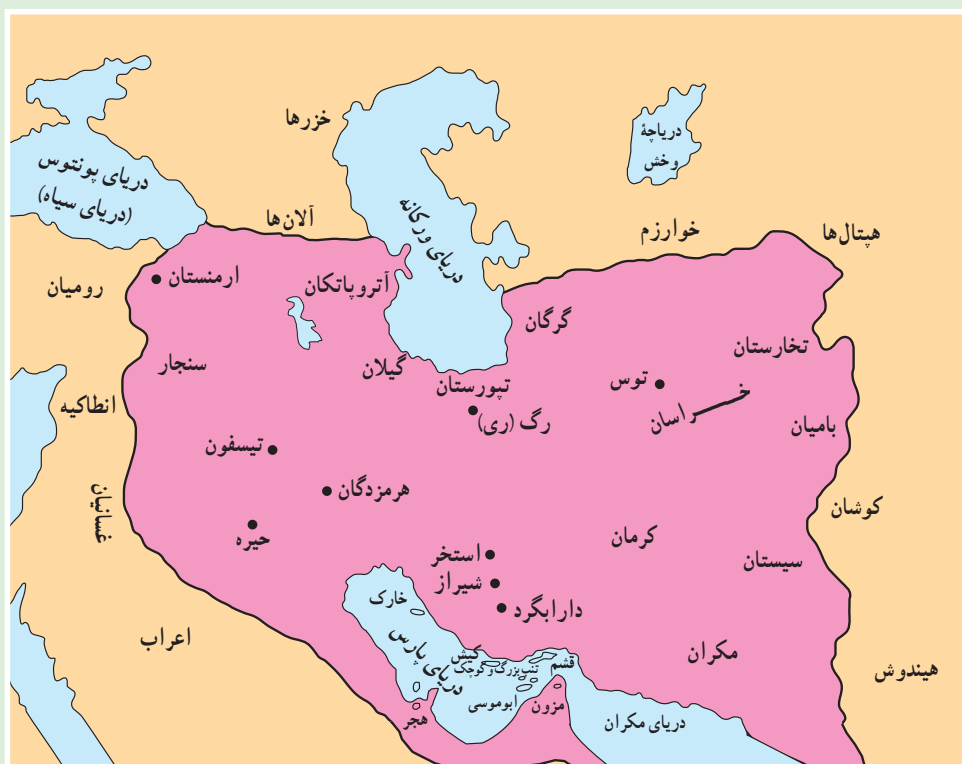 خزرها
دریاچهٔ
وخش
دریای پونتوس
(دریای سیاه)
دریای ورکانه
آلان‌ها
خوارزم
هپتال‌ها
رومیان
ارمنستان
آتروپاتکان
گرگان
تخارستان
سنجار
گیلان
تپورستان
توس
خراسان
انطاکیه
رگ (ری)
بامیان
تیسفون
هرمزدگان
غسانیان
کوشان
حیره
کرمان
استخر
سیستان
شیراز
خارک
دارابگرد
اعراب
دریای پارس
کیش
تنب بزرگ و کوچک
قشم
مکران
هیندوش
ابوموسی
مزون
هجر
دریای مکران